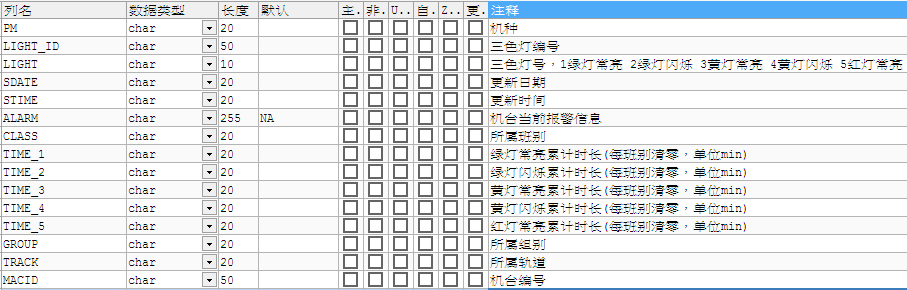 列名 数据类型 长度 默认 主. 非. U.. 自. Z.. 更. 注释
PM char 20 机种
LIGHT_ID char 50 三色灯编号
LIGHT char 10 三色灯号，1绿灯常亮 2绿灯闪烁 3黄灯常亮 4黄灯闪烁 5红灯常亮
SDATE char 20 更新日期
STIME char 20 更新时间
ALARM char 255 NA 机台当前报警信息
CLASS char 20 所属班别
TIME_1 char 20 绿灯常亮累计时长(每班别清零，单位min)
TIME_2 char 20 绿灯闪烁累计时长(每班别清零，单位min)
TIME_3 char 20 黄灯常亮累计时长(每班别清零，单位min)
TIME_4 char 20 黄灯闪烁累计时长(每班别清零，单位min)
TIME_5 char 20 红灯常亮累计时长(每班别清零，单位min)
GROUP char 20 所属组别
TRACK char 20 所属轨道
MACID char 50 机台编号